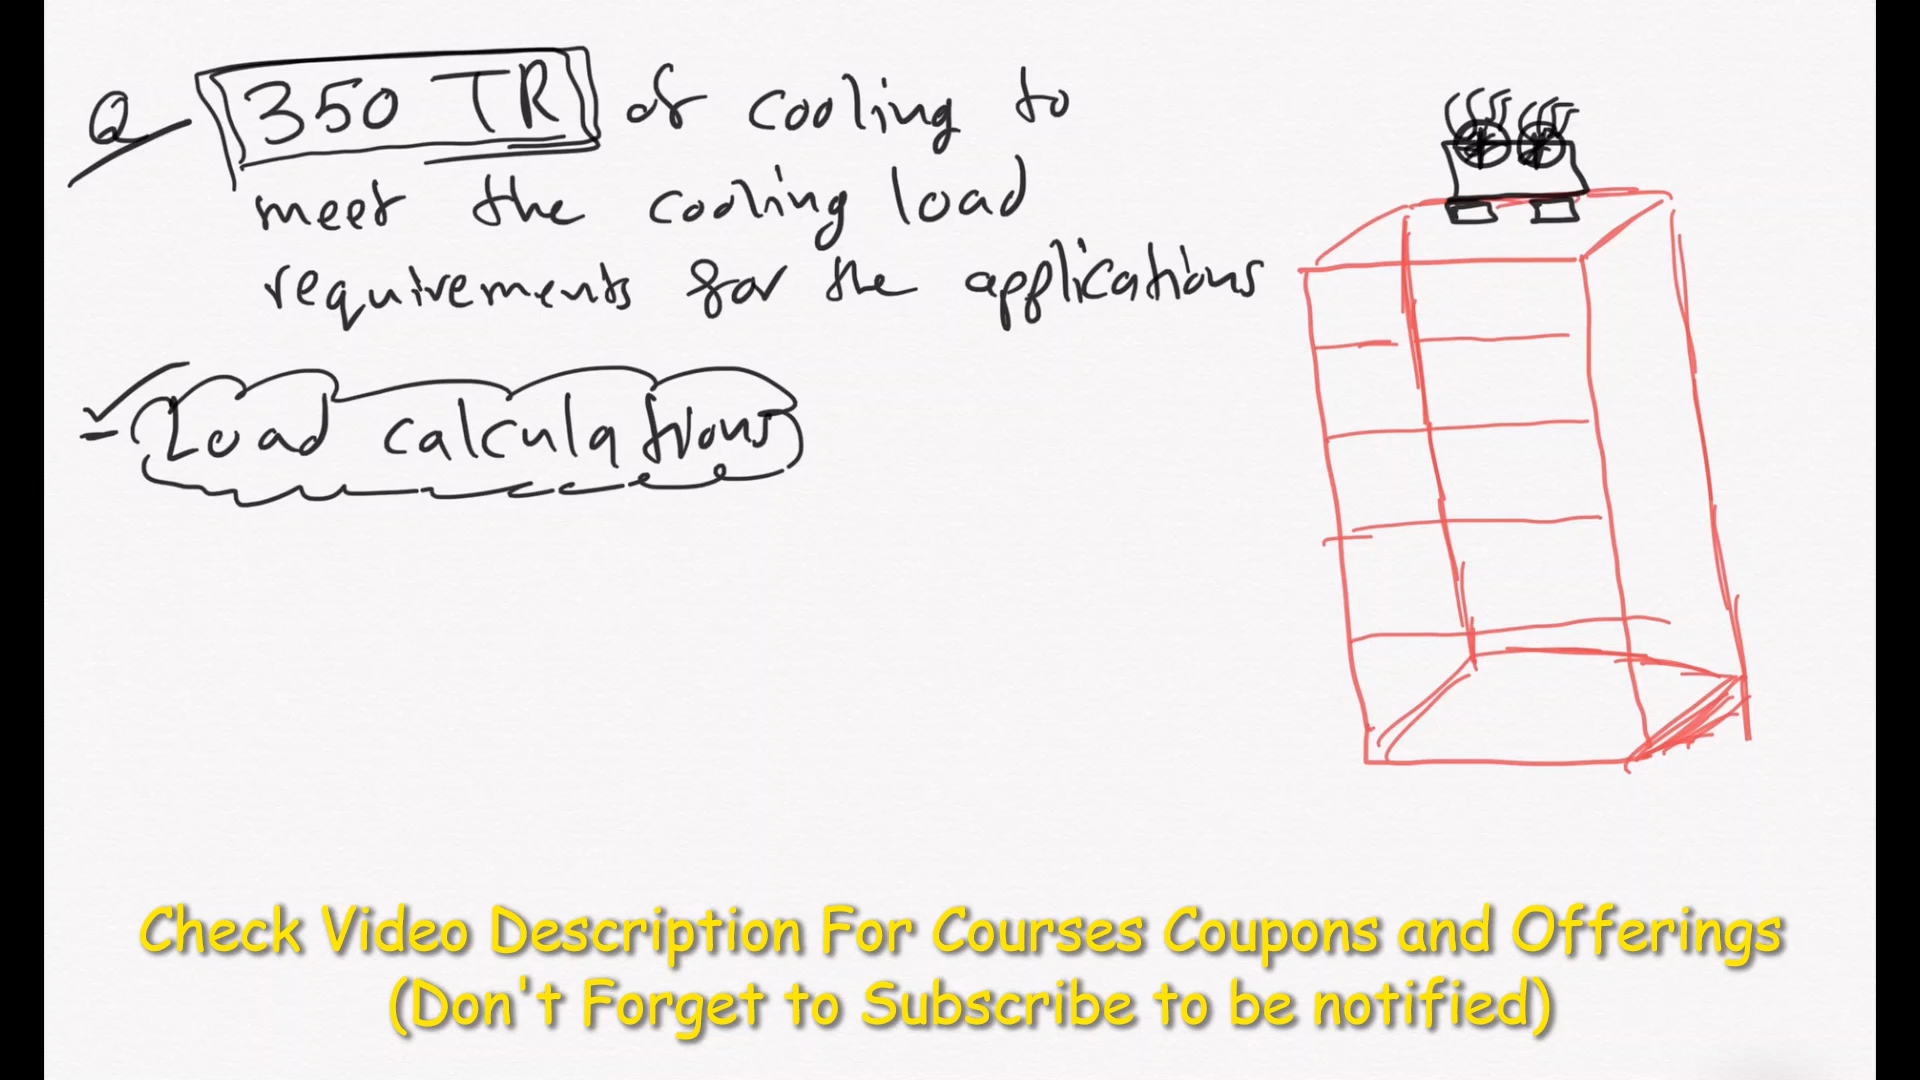 Q 350 TR of cooling to
meet the cooling load
requirements for the applications
- Load calculations
Check Video Description For Courses Coupons and Offerings
(Don't Forget to Subscribe to be notified)